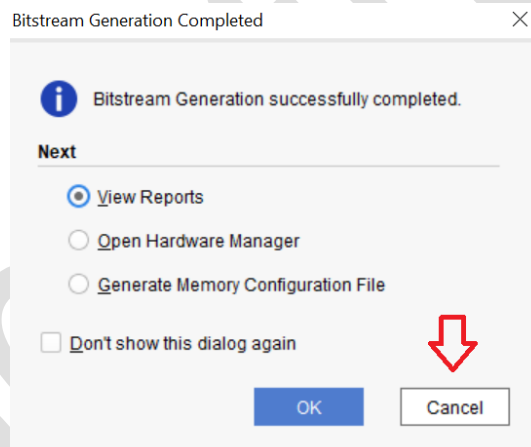 Bitstream Generation Completed
Bitstream Generation successfully completed.
Next
View Reports
Open Hardware Manager
Generate Memory Configuration File
Don't show this dialog again
OK Cancel